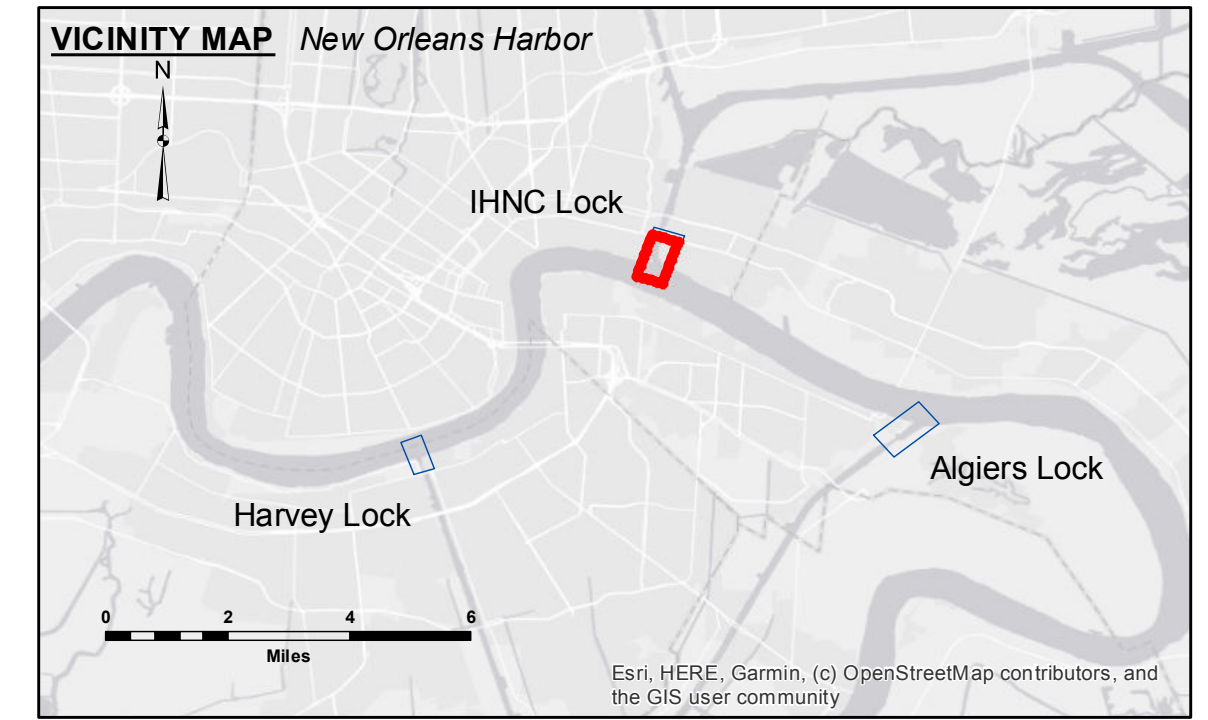 VICINITY MAP New Orleans Harbor
N
IHNC Lock
Algiers Lock
Harvey Lock
0 2 4 6
Miles
Esri, HERE, Garmin, (c) OpenStreetMap contributors, and
the GIS user community